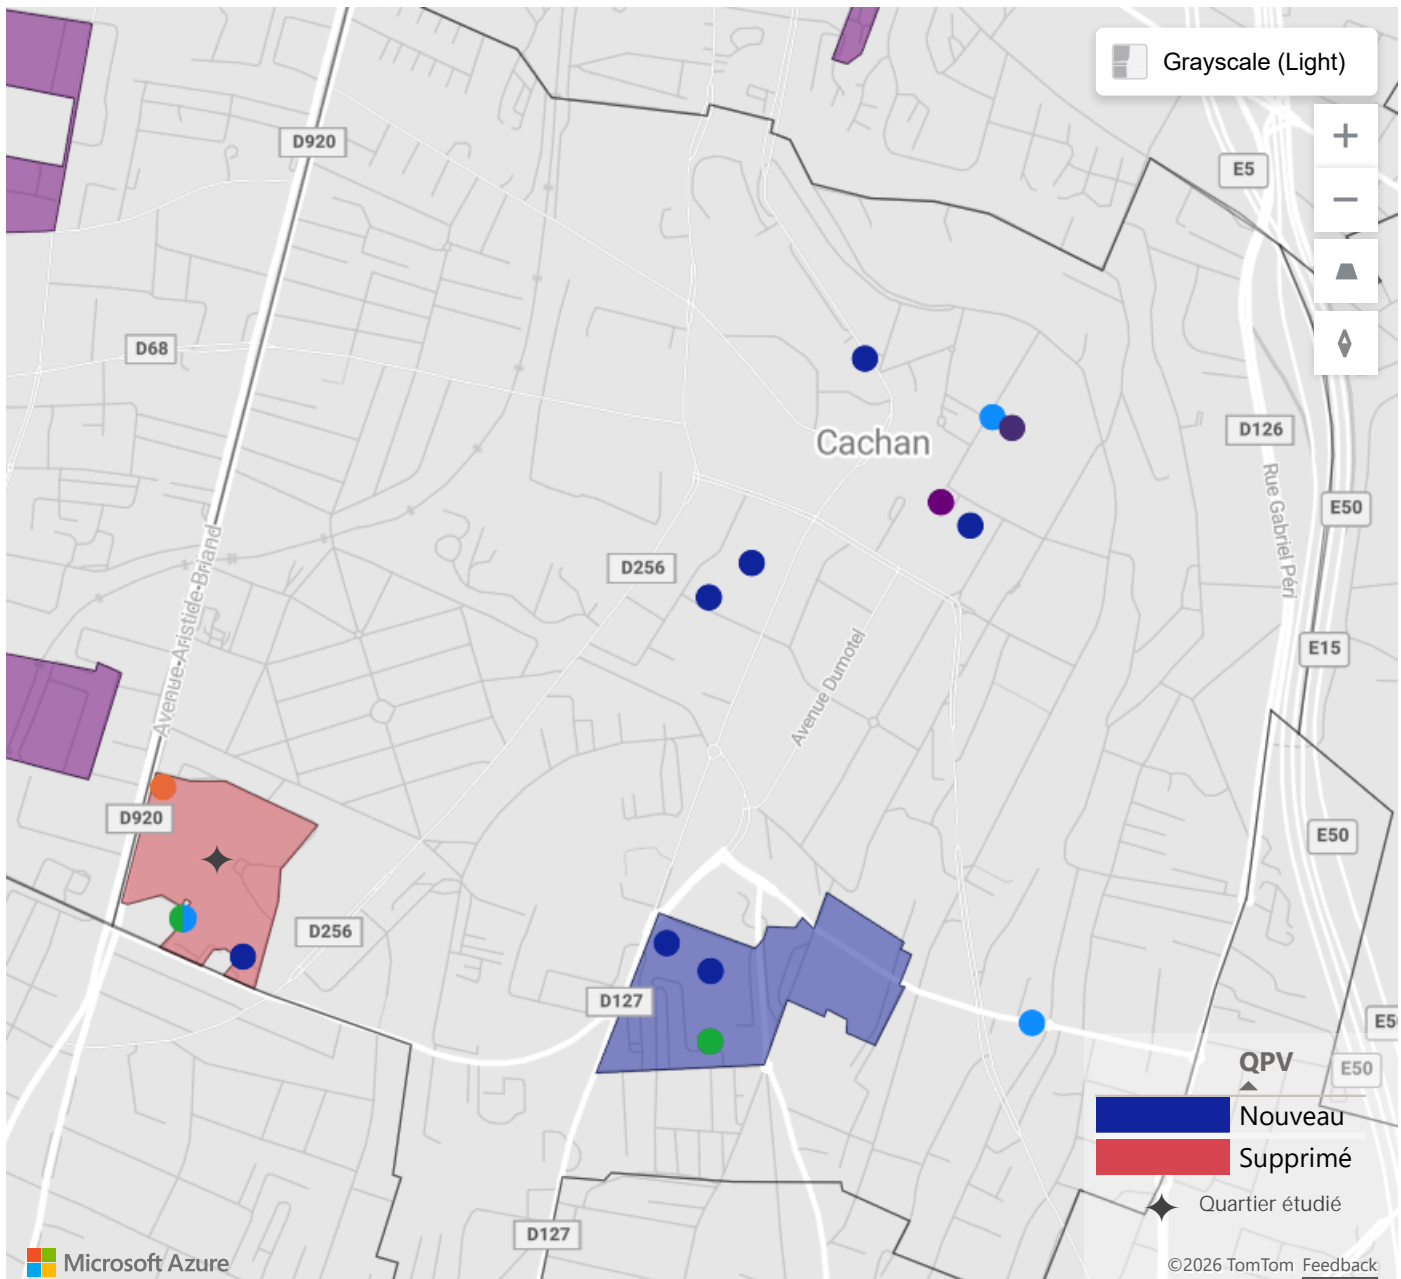 Grayscale (Light)
D920
E5
D68
D126
Cachan
Rue Gabriel Péri
E50
D256
Avenue-Aristide-Briand
E15
Avenue Dumotel
D920
E50
D256
D127
E50
QPV
Nouveau
Supprimé
Quartier étudié
D127
Microsoft Azure
©2026 TomTom Feedback